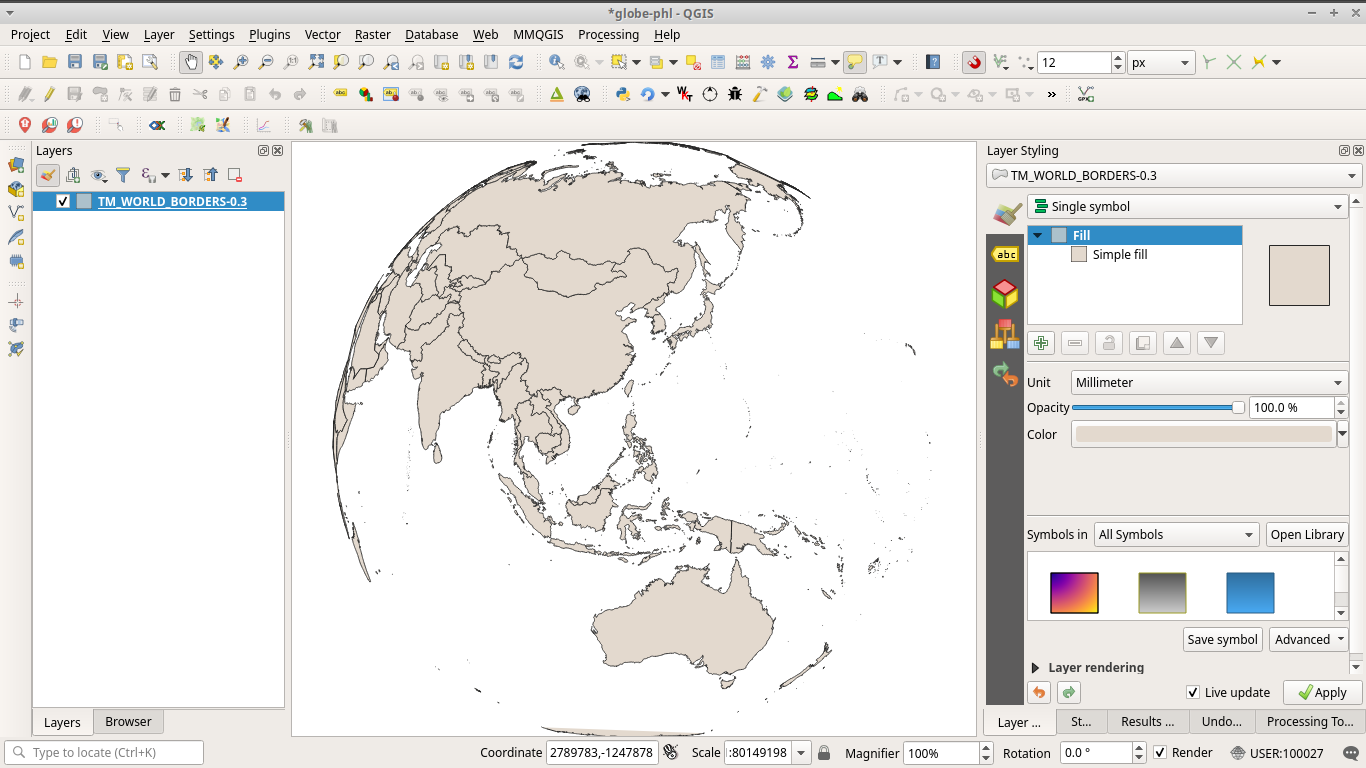 *globe-phl - QGIS
Project Edit View Layer Settings Plugins Vector Raster Database Web MMQGIS Processing Help
12 px
Layers
TM_WORLD_BORDERS-0.3
Layers Browser
Layer Styling
TM_WORLD_BORDERS-0.3
Single symbol
Fill
Simple fill
abc
Unit Millimeter
Opacity 100.0 %
Color
Symbols in All Symbols Open Library
Save symbol Advanced
Layer rendering
Live update Apply
Layer ... St... Results ... Undo... Processing To...
Type to locate (Ctrl+K) Coordinate 2789783,-1247878 Scale :80149198 Magnifier 100% Rotation 0.0 ° Render USER:100027